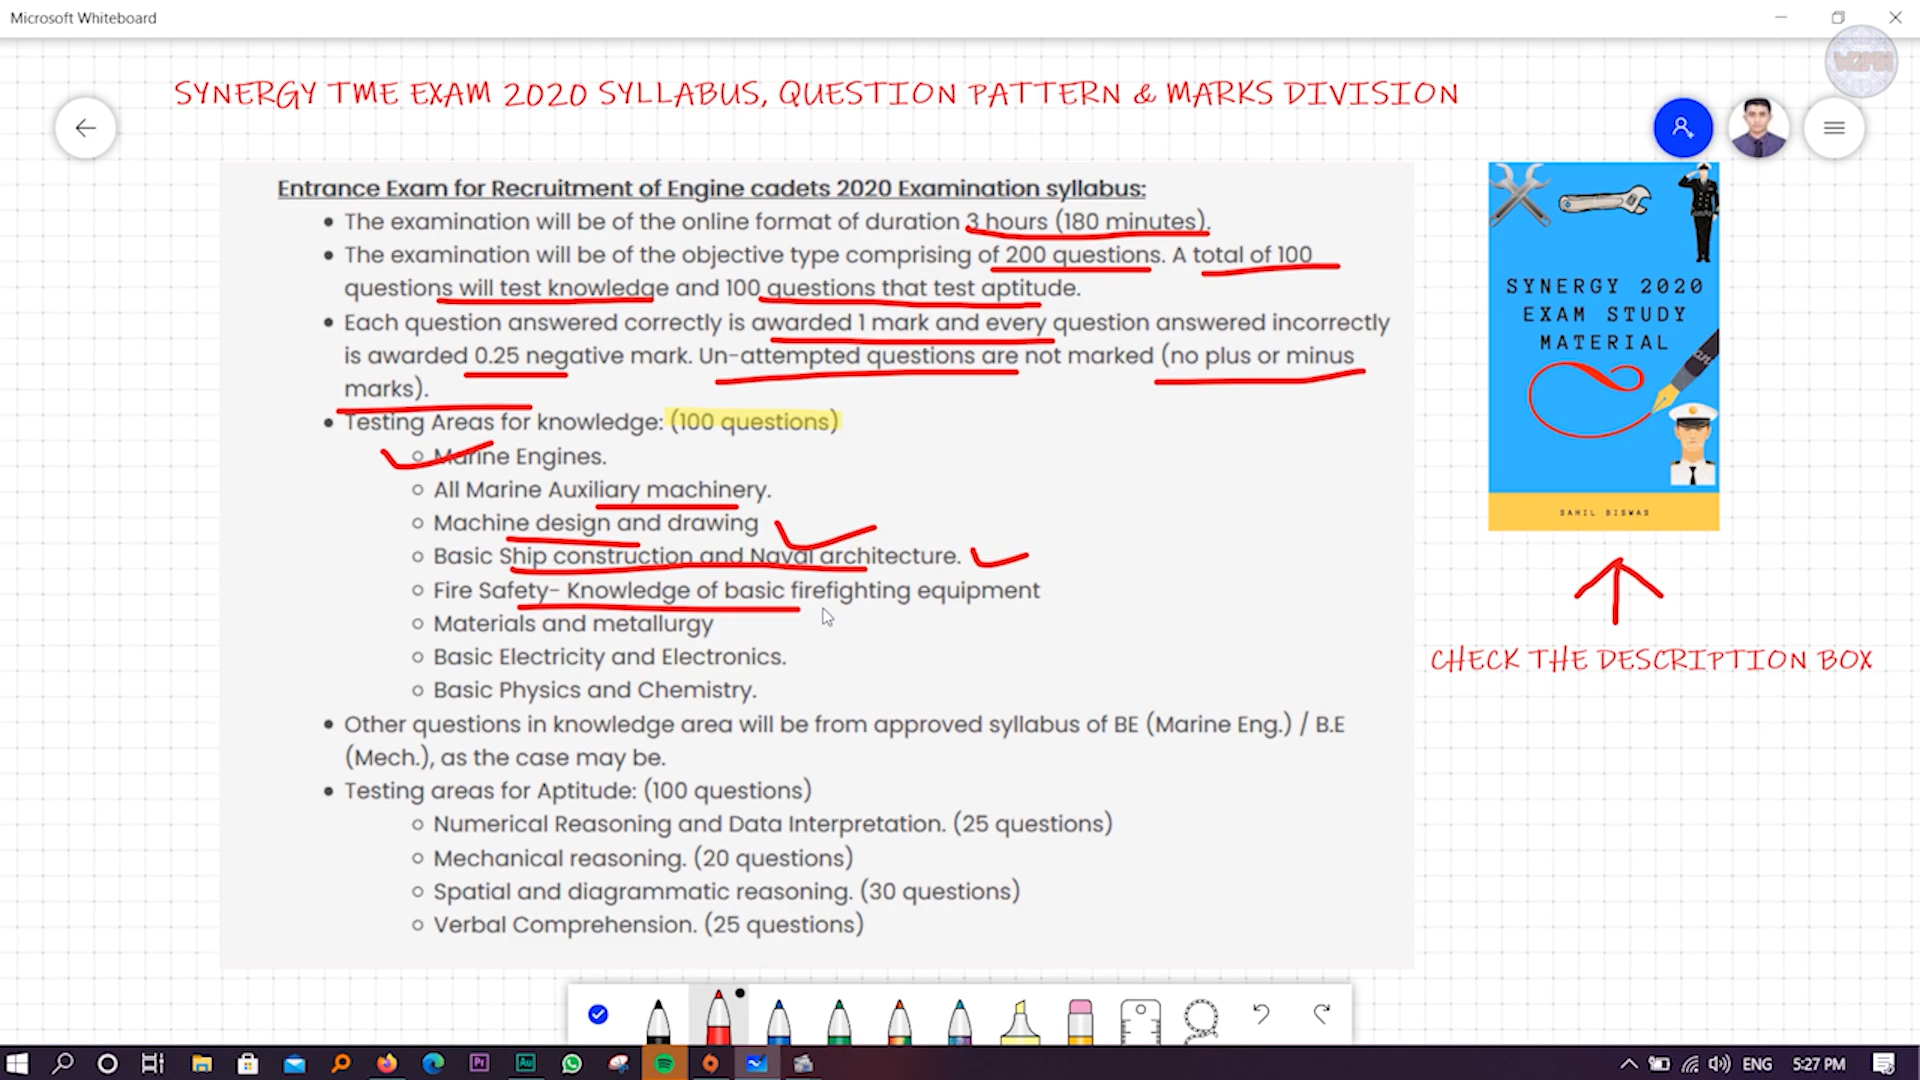 Microsoft Whiteboard
SYNERGY TME EXAM 2020 SYLLABUS, QUESTION PATTERN & MARKS DIVISION
Entrance Exam for Recruitment of Engine cadets 2020 Examination syllabus:
• The examination will be of the online format of duration 3 hours (180 minutes).
• The examination will be of the objective type comprising of 200 questions. A total of 100
questions will test knowledge and 100 questions that test aptitude.
• Each question answered correctly is awarded 1 mark and every question answered incorrectly
is awarded 0.25 negative mark. Un-attempted questions are not marked (no plus or minus
marks).
• Testing Areas for knowledge: (100 questions)
○ Marine Engines.
○ All Marine Auxiliary machinery.
○ Machine design and drawing
○ Basic Ship construction and Naval architecture.
○ Fire Safety- Knowledge of basic firefighting equipment
○ Materials and metallurgy
○ Basic Electricity and Electronics.
○ Basic Physics and Chemistry.
• Other questions in knowledge area will be from approved syllabus of BE (Marine Eng.) / B.E
(Mech.), as the case may be.
• Testing areas for Aptitude: (100 questions)
○ Numerical Reasoning and Data Interpretation. (25 questions)
○ Mechanical reasoning. (20 questions)
○ Spatial and diagrammatic reasoning. (30 questions)
○ Verbal Comprehension. (25 questions)
SYNERGY 2020
EXAM STUDY
MATERIAL
SAHIL BISWAS
CHECK THE DESCRIPTION BOX
Pr
Au
ENG
5:27 PM
3